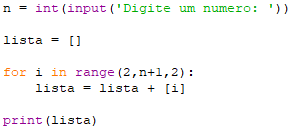 n = int(input('Digite um numero: '))
lista = []
for i in range(2,n+1,2):
    lista = lista + [i]
print(lista)